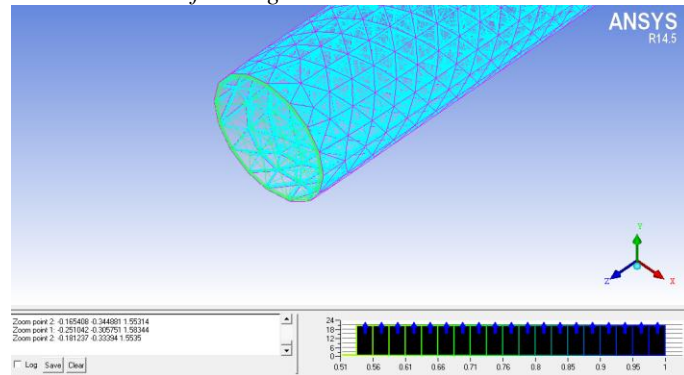 ANSYS
R14.5
Y
Z
X
Zoom point 2: -0.165408 -0.344881 1.55314
Zoom point 1: -0.251042 -0.305751 1.58344
Zoom point 2: -0.181237 -0.33394 1.5535
Log Save Clear
24
18
12
6
0
0.51 0.56 0.61 0.66 0.71 0.76 0.8 0.85 0.9 0.95 1